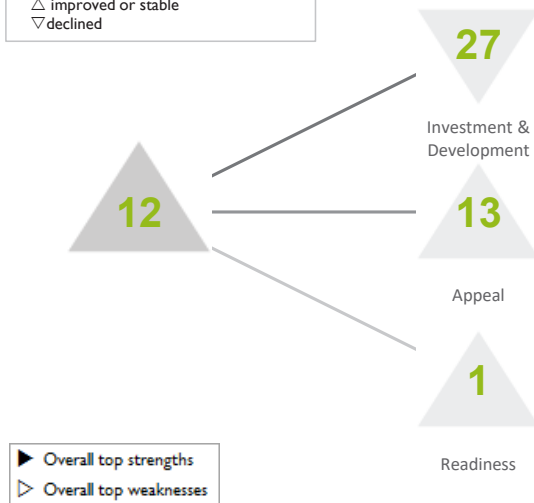 △ improved or stable
▽ declined
27
Investment &
Development
12
13
Appeal
1
Readiness
▶ Overall top strengths
▷ Overall top weaknesses